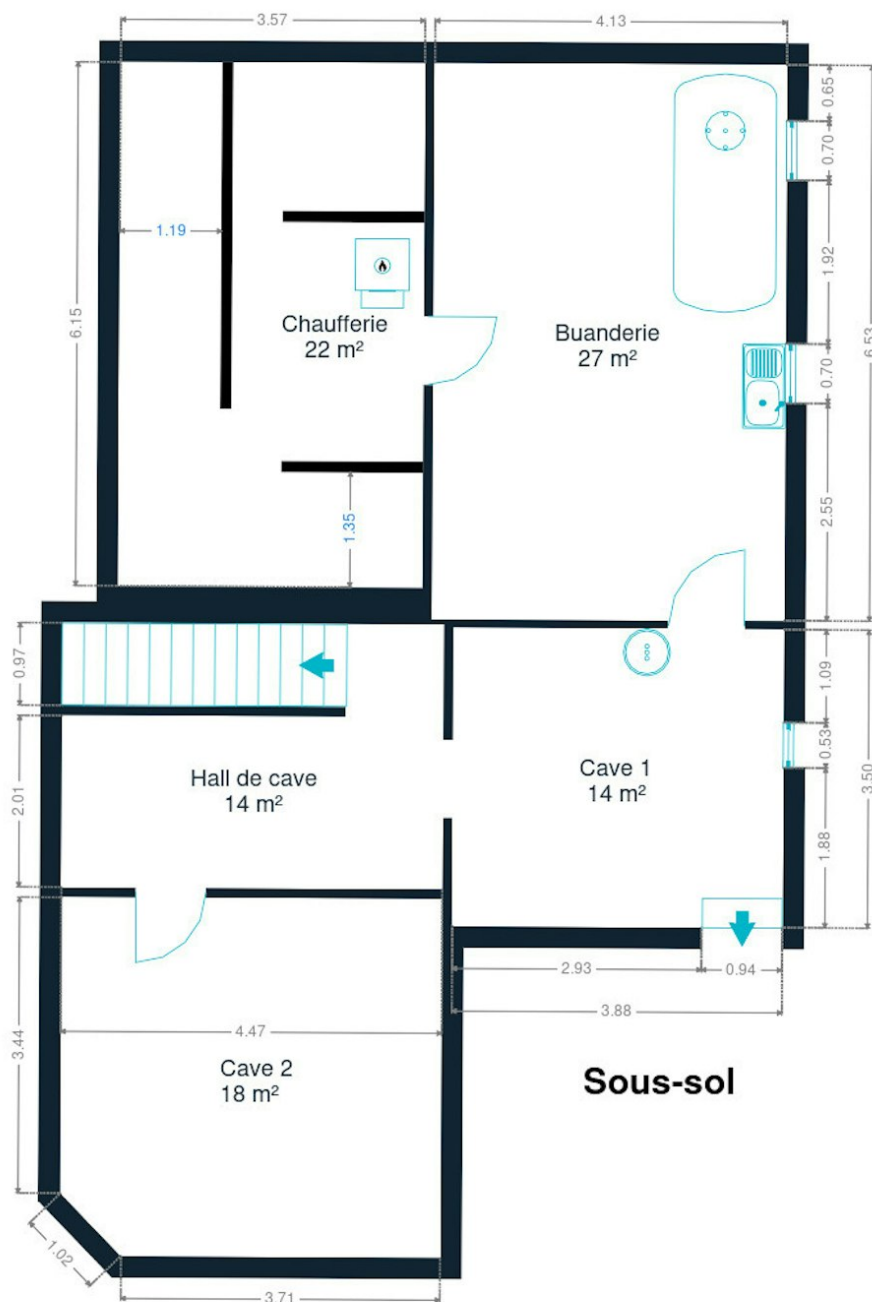 3.57
4.13
0.65
0.70
1.19
1.92
6.15
Chaufferie
22 m²
Buanderie
27 m²
6.53
0.70
2.55
1.35
0.97
1.09
0.53
3.50
Hall de cave
14 m²
Cave 1
14 m²
2.01
1.88
2.93
0.94
3.88
4.47
3.44
Cave 2
18 m²
Sous-sol
1.02
3.71